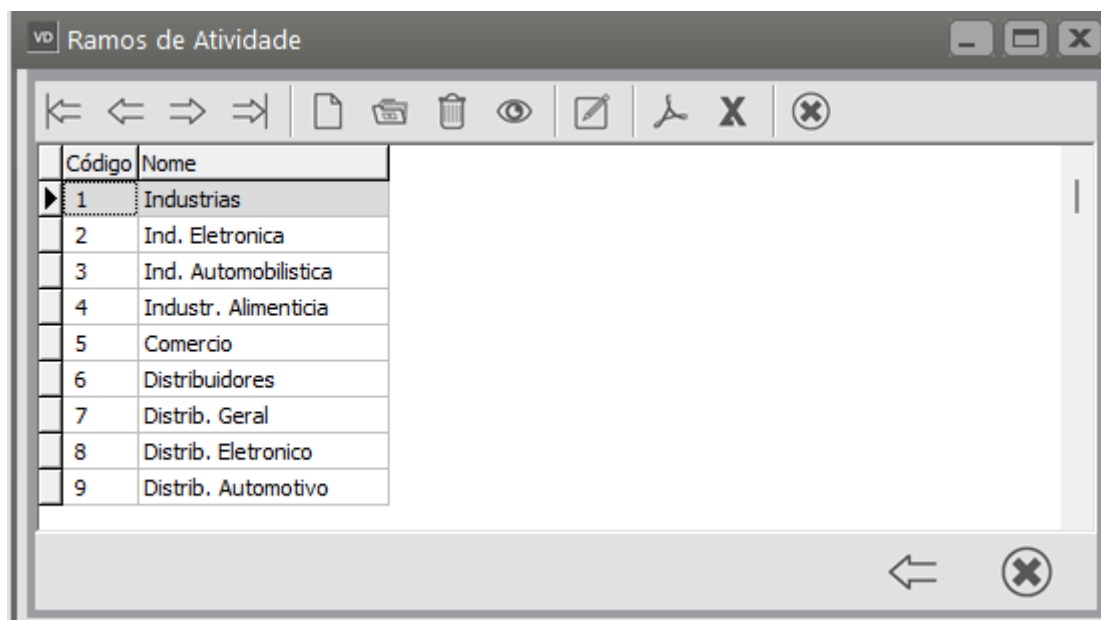 VD Ramos de Atividade
Código Nome
1 Industrias
2 Ind. Eletronica
3 Ind. Automobilistica
4 Industr. Alimenticia
5 Comercio
6 Distribuidores
7 Distrib. Geral
8 Distrib. Eletronico
9 Distrib. Automotivo